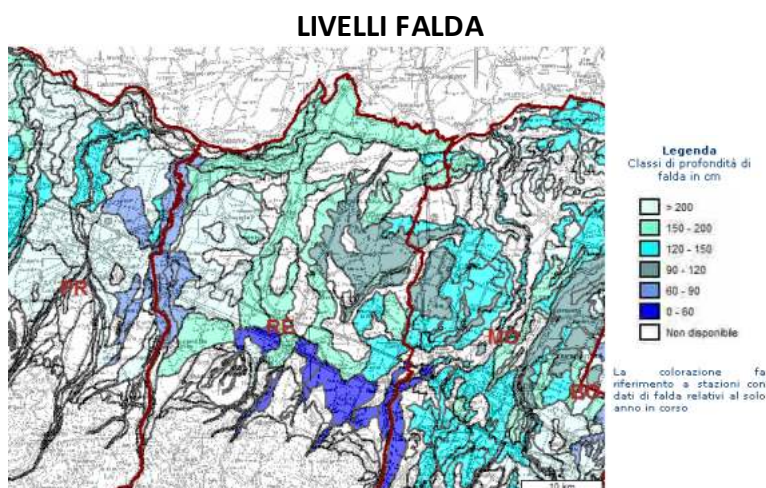 LIVELLI FALDA
Legenda
Classi di profondità di
falda in cm
> 200
150 - 200
120 - 150
90 - 120
60 - 90
0 - 60
Non disponibile
PR
RE
MO
BO
La colorazione fa
riferimento a stazioni con
dati di falda relativi al solo
anno in corso
10 km